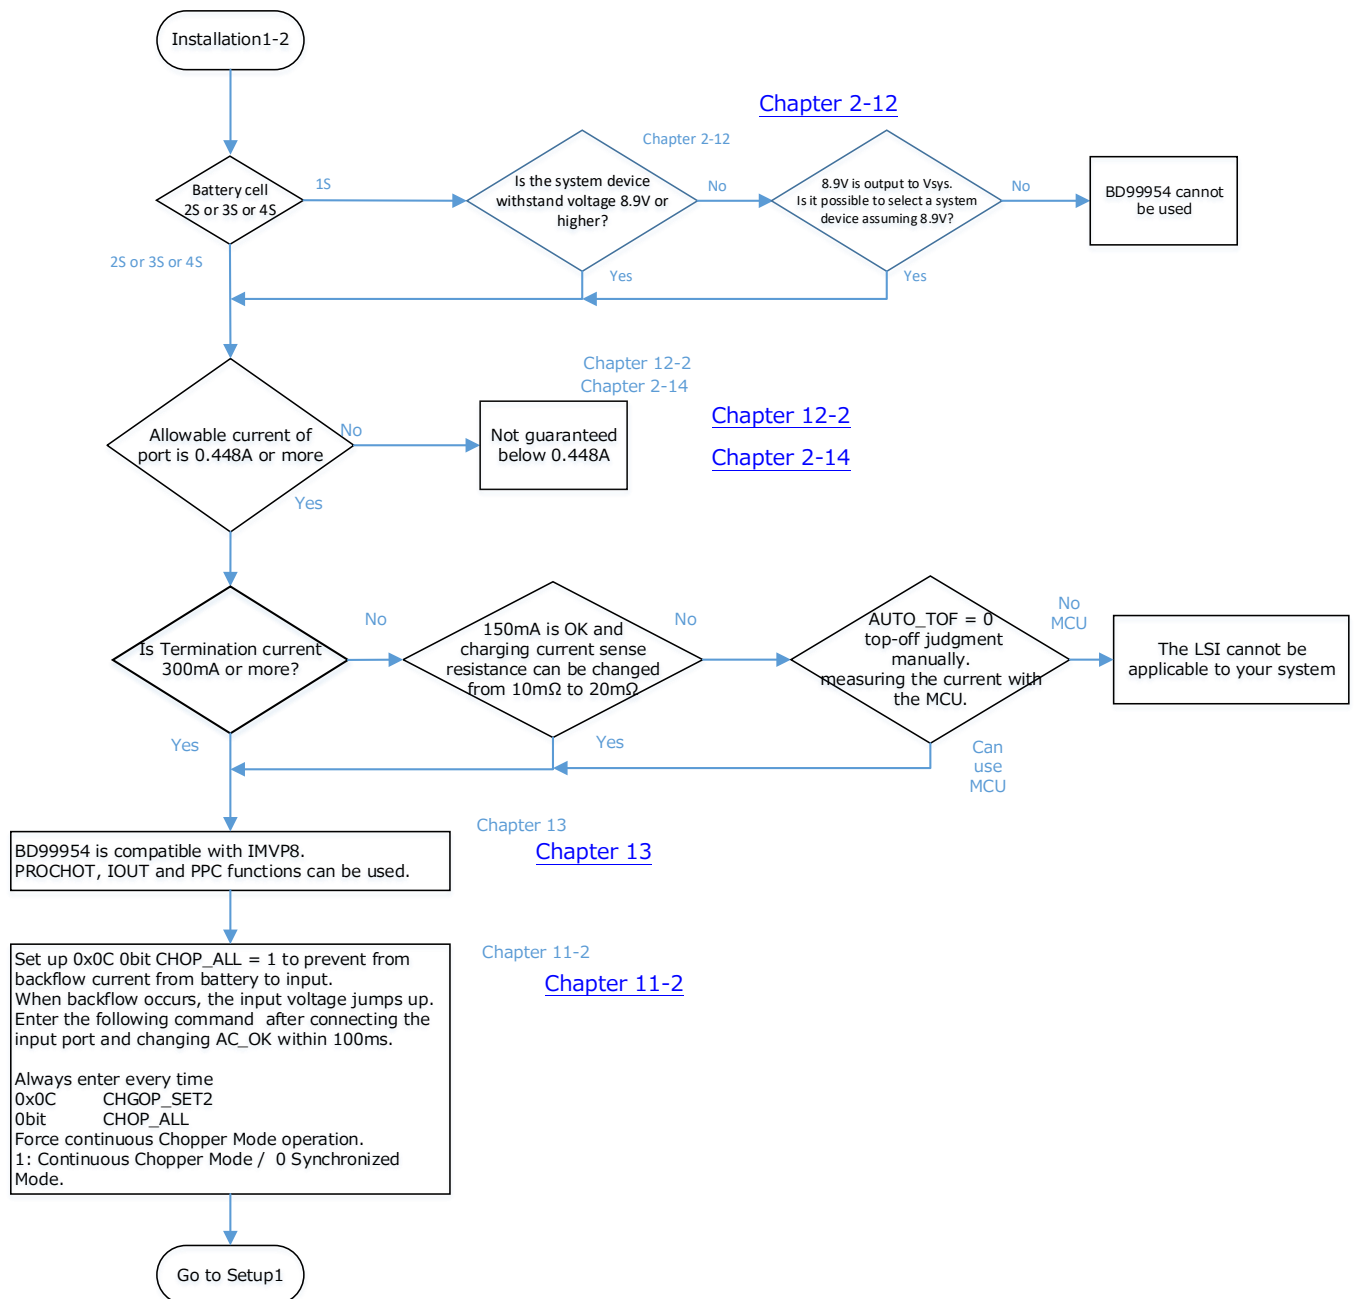 Installation1-2
Chapter 2-12
Chapter 2-12
Battery cell
2S or 3S or 4S
1S
Is the system device
withstand voltage 8.9V or
higher?
No
8.9V is output to Vsys.
Is it possible to select a system
device assuming 8.9V?
No
BD99954 cannot
be used
2S or 3S or 4S
Yes
Yes
Chapter 12-2
Chapter 2-14
Allowable current of
port is 0.448A or more
No
Not guaranteed
below 0.448A
Chapter 12-2
Chapter 2-14
Yes
Is Termination current
300mA or more?
No
150mA is OK and
charging current sense
resistance can be changed
from 10mΩ to 20mΩ
No
AUTO_TOF = 0
top-off judgment
manually.
measuring the current with
the MCU.
No
MCU
The LSI cannot be
applicable to your system
Yes
Yes
Can
use
MCU
Chapter 13
Chapter 13
BD99954 is compatible with IMVP8.
PROCHOT, IOUT and PPC functions can be used.
Chapter 11-2
Chapter 11-2
Set up 0x0C 0bit CHOP_ALL = 1 to prevent from
backflow current from battery to input.
When backflow occurs, the input voltage jumps up.
Enter the following command  after connecting the
input port and changing AC_OK within 100ms.
Always enter every time
0x0C CHGOP_SET2
0bit CHOP_ALL
Force continuous Chopper Mode operation.
1: Continuous Chopper Mode /  0 Synchronized
Mode.
Go to Setup1